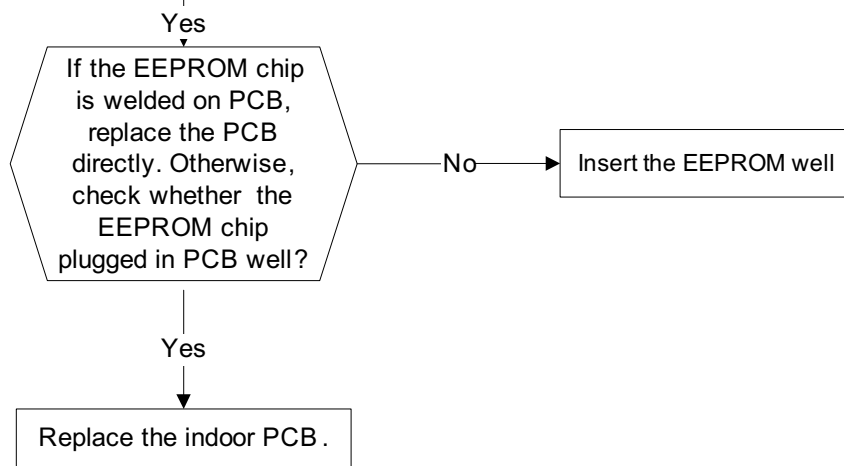 Yes
If the EEPROM chip
is welded on PCB,
replace the PCB
directly. Otherwise,
check whether the
EEPROM chip
plugged in PCB well?
No
Insert the EEPROM well
Yes
Replace the indoor PCB.